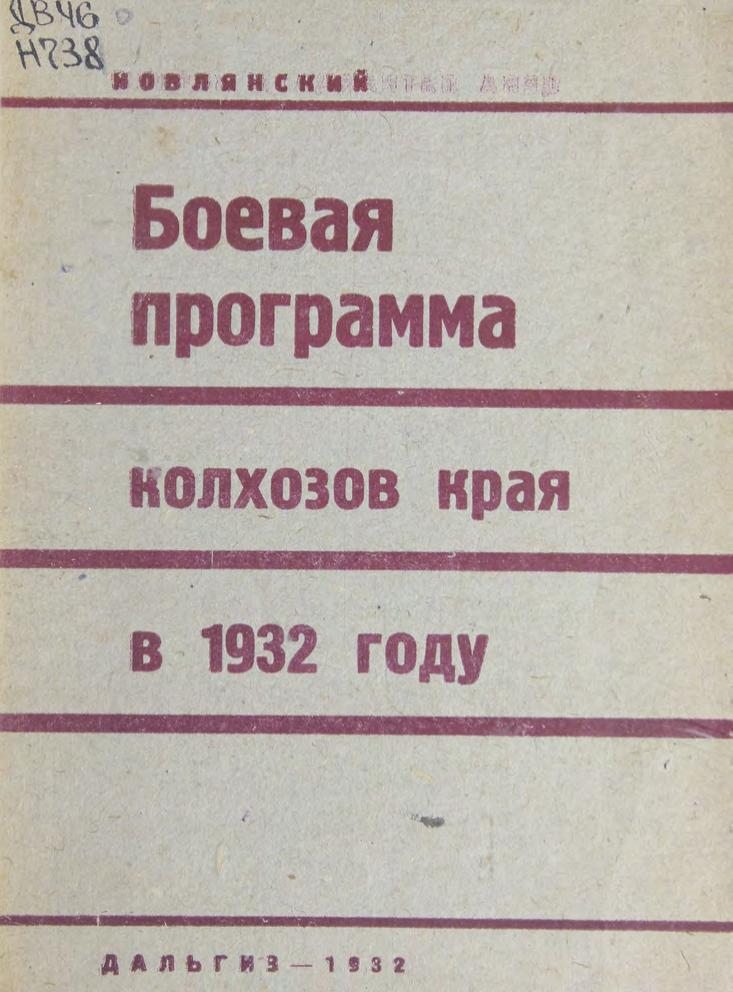 ДВ46
Н738
НОВЛЯНСКИЙ
Боевая
программа
колхозов края
в 1932 году
ДАЛЬГИЗ — 1932